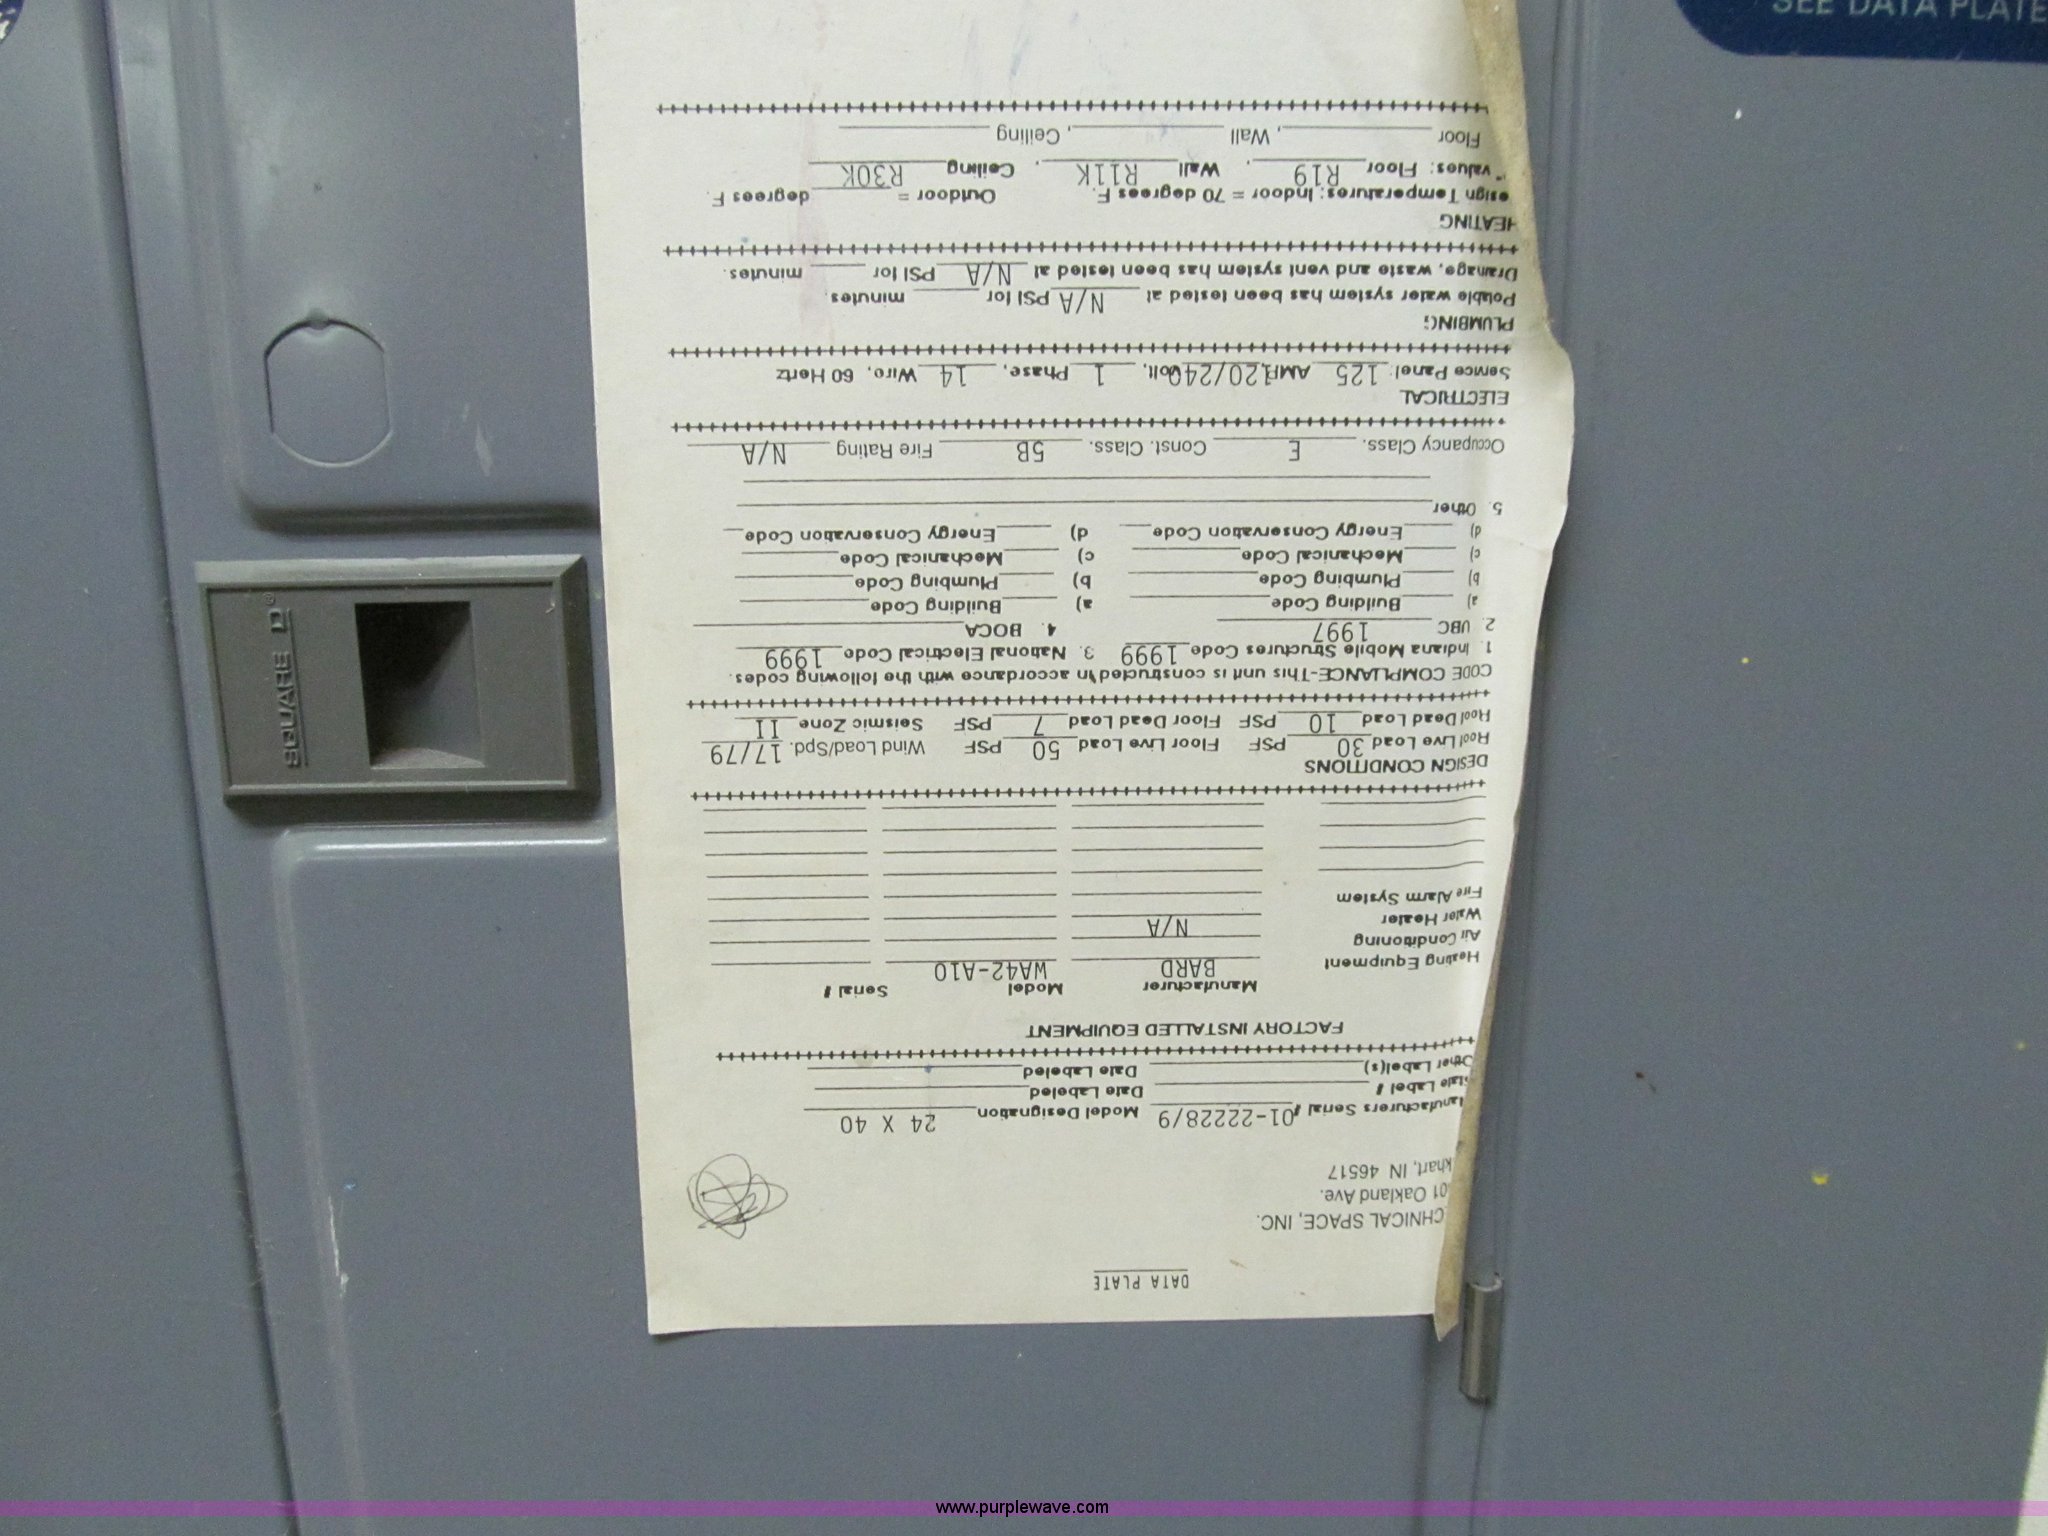 DATA PLATE
CHNICAL SPACE, INC.
01 Oakland Ave.
khart, IN 46517
Manufacturers Serial # 01-22228/9 Model Designation 24 X 40
State Label # Date Labeled
Other Label(s) Date Labeled
FACTORY INSTALLED EQUIPMENT
Manufacturer Model Serial #
Heating Equipment BARD WA42-A10
Air Conditioning
Water Heater N/A
Fire Alarm System
DESIGN CONDITIONS
Roof Live Load 30 PSF Floor Live Load 50 PSF Wind Load/Spd. 17/79
Roof Dead Load 10 PSF Floor Dead Load 7 PSF Seismic Zone II
CODE COMPLIANCE-This unit is constructed in accordance with the following codes.
1. Indiana Mobile Structures Code 1999 3. National Electrical Code 1999
2. UBC 1997 4. BOCA
a) Building Code a) Building Code
b) Plumbing Code b) Plumbing Code
c) Mechanical Code c) Mechanical Code
d) Energy Conservation Code d) Energy Conservation Code
5. Other
Occupancy Class. E Const. Class. 5B Fire Rating N/A
ELECTRICAL
Service Panel: 125 AMP, 120/240 Volt, 1 Phase, 14 Wire, 60 Hertz
PLUMBING
Potable water system has been tested at N/A PSI for minutes.
Drainage, waste and vent system has been tested at N/A PSI for minutes.
HEATING
esign Temperatures: Indoor = 70 degrees F. Outdoor = degrees F.
" values: Floor R19, Wall R11K, Ceiling R30K
Floor , Wall , Ceiling
SQUARE D®
SEE DATA PLATE
www.purplewave.com